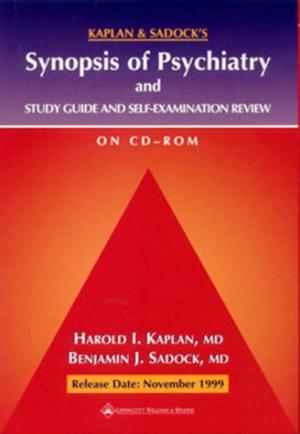 KAPLAN & SADOCK'S
Synopsis of Psychiatry
and
STUDY GUIDE AND SELF-EXAMINATION REVIEW
ON CD-ROM
HAROLD I. KAPLAN, MD
BENJAMIN J. SADOCK, MD
Release Date: November 1999
LIPPINCOTT WILLIAMS & WILKINS